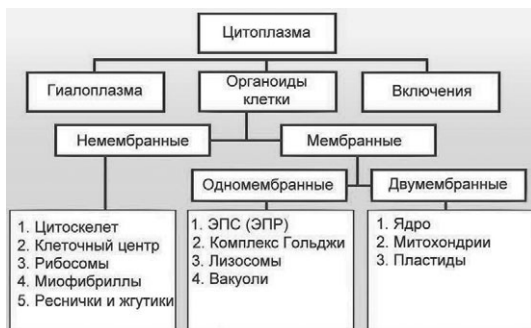 Цитоплазма
Гиалоплазма
Органоиды
клетки
Включения
Немембранные
Мембранные
Одномембранные
Двумембранные
1. Цитоскелет
2. Клеточный центр
3. Рибосомы
4. Миофибриллы
5. Реснички и жгутики
1. ЭПС (ЭПР)
2. Комплекс Гольджи
3. Лизосомы
4. Вакуоли
1. Ядро
2. Митохондрии
3. Пластиды